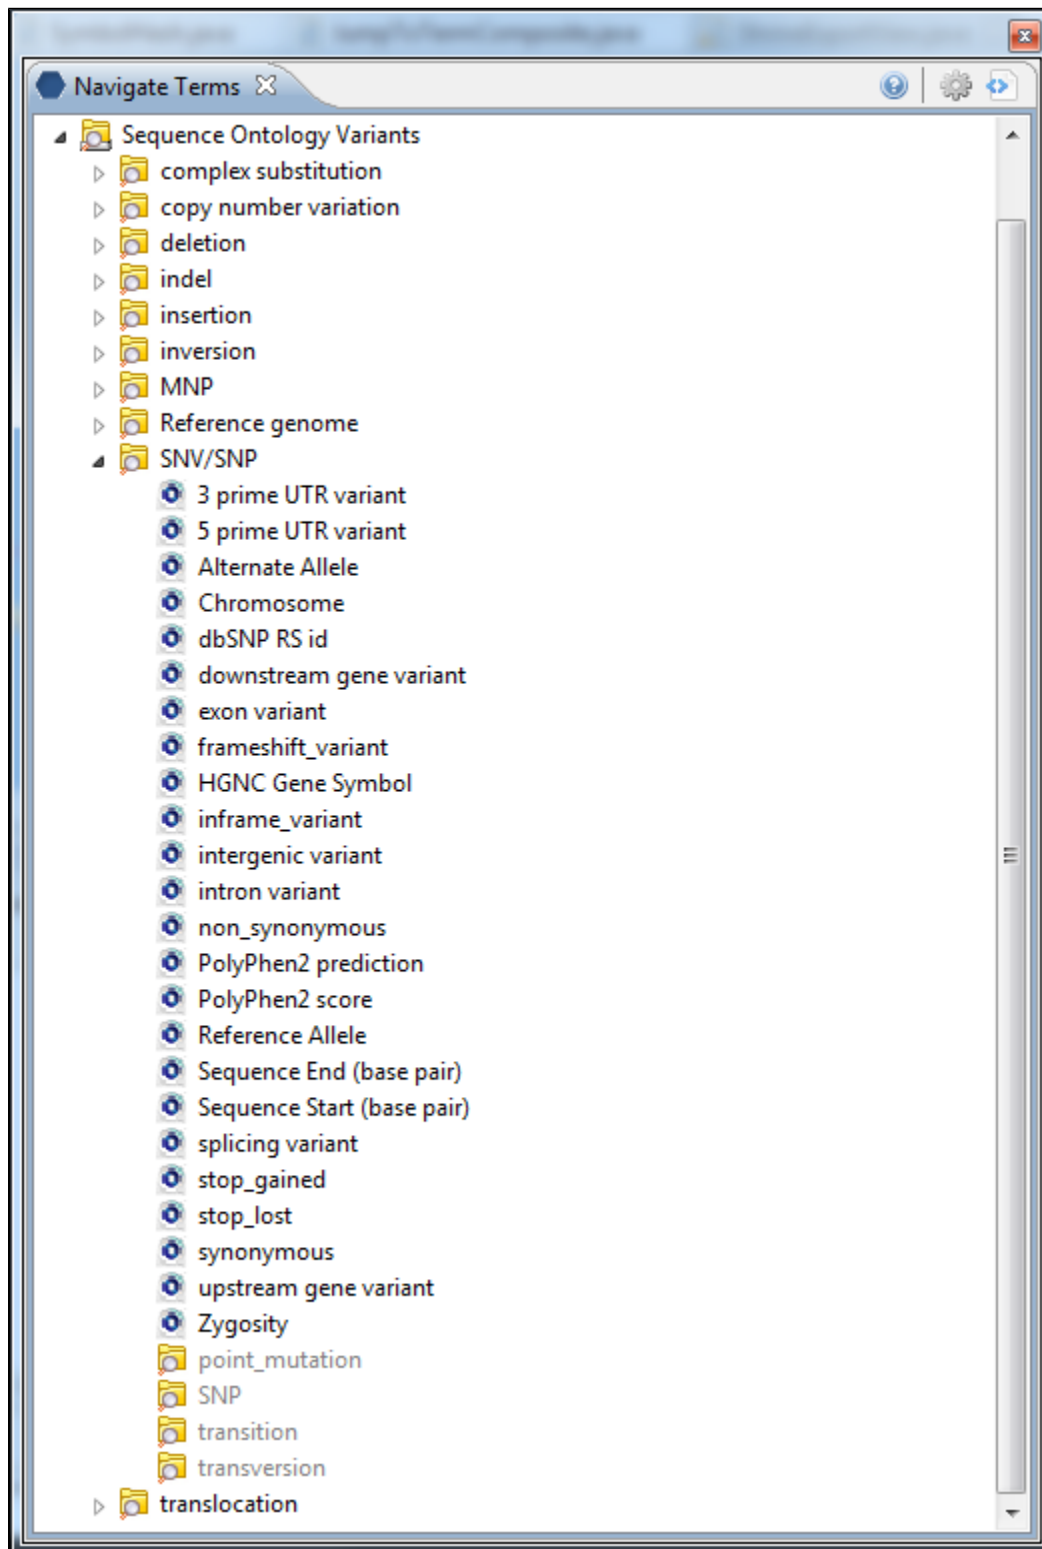 Navigate Terms
Sequence Ontology Variants
complex substitution
copy number variation
deletion
indel
insertion
inversion
MNP
Reference genome
SNV/SNP
3 prime UTR variant
5 prime UTR variant
Alternate Allele
Chromosome
dbSNP RS id
downstream gene variant
exon variant
frameshift_variant
HGNC Gene Symbol
inframe_variant
intergenic variant
intron variant
non_synonymous
PolyPhen2 prediction
PolyPhen2 score
Reference Allele
Sequence End (base pair)
Sequence Start (base pair)
splicing variant
stop_gained
stop_lost
synonymous
upstream gene variant
Zygosity
point_mutation
SNP
transition
transversion
translocation